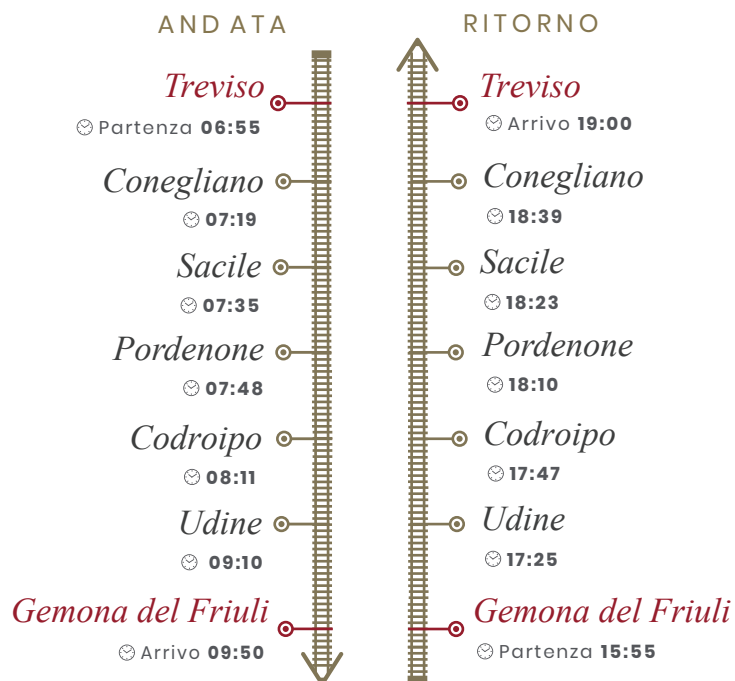 ANDATA
Treviso
Partenza 06:55
Conegliano
07:19
Sacile
07:35
Pordenone
07:48
Codroipo
08:11
Udine
09:10
Gemona del Friuli
Arrivo 09:50
RITORNO
Treviso
Arrivo 19:00
Conegliano
18:39
Sacile
18:23
Pordenone
18:10
Codroipo
17:47
Udine
17:25
Gemona del Friuli
Partenza 15:55